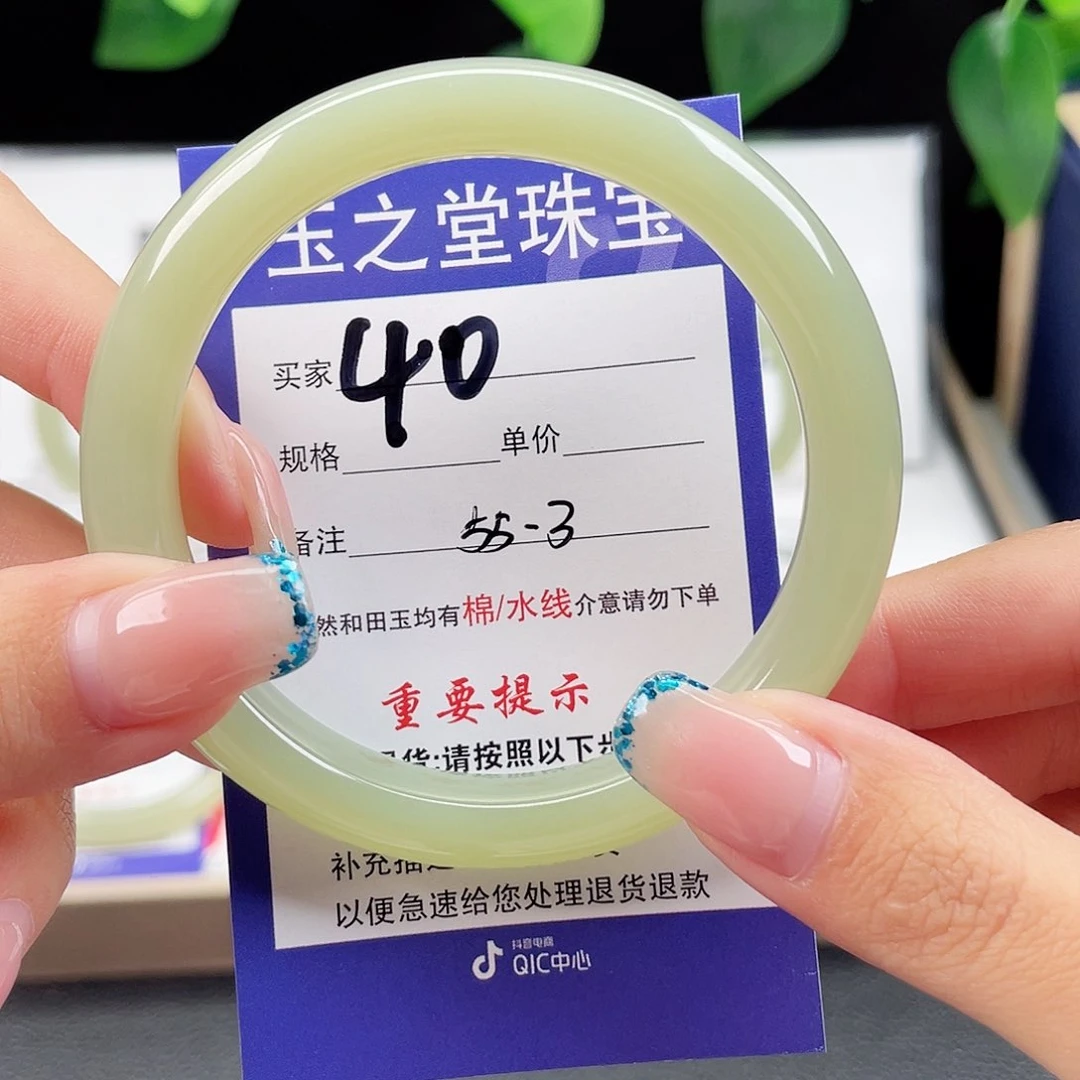 玉之堂珠宝
买家 40
规格 单价
备注 55-3
然和田玉均有棉/水线介意请勿下单
重要提示
货:请按照以下步
补充描述
以便急速给您处理退货退款
抖音电商
QIC中心